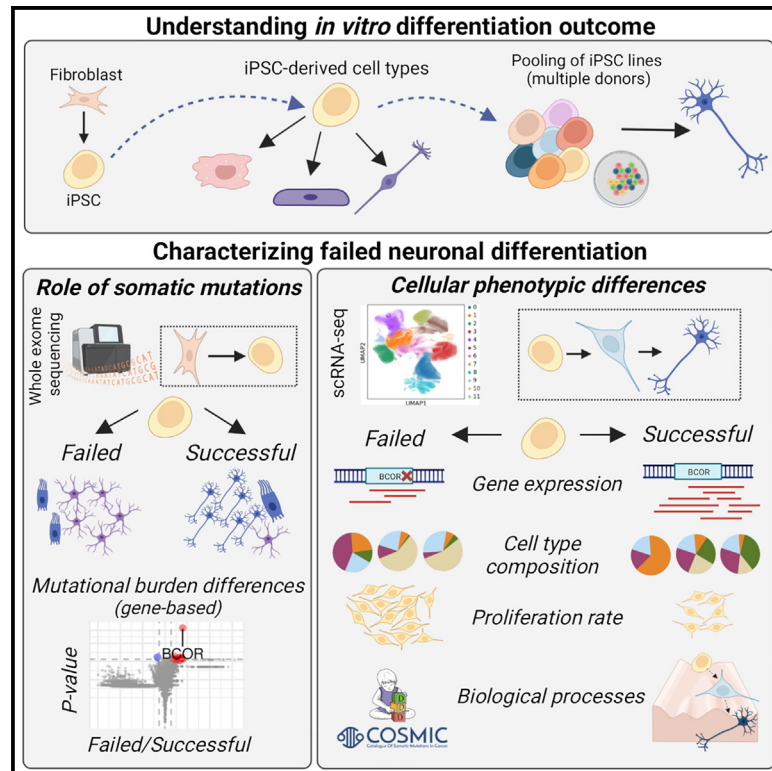 Understanding in vitro differentiation outcome
Fibroblast
iPSC
iPSC-derived cell types
Pooling of iPSC lines
(multiple donors)
Characterizing failed neuronal differentiation
Role of somatic mutations
Whole exome
sequencing
Failed
Successful
Mutational burden differences
(gene-based)
P-value
BCOR
Failed/Successful
Cellular phenotypic differences
scRNA-seq
UMAP2
UMAP1
0
1
2
3
4
5
6
7
8
9
10
11
Failed
Successful
BCOR
Gene expression
BCOR
Cell type
composition
Proliferation rate
Biological processes
COSMIC
Catalogue Of Somatic Mutations In Cancer